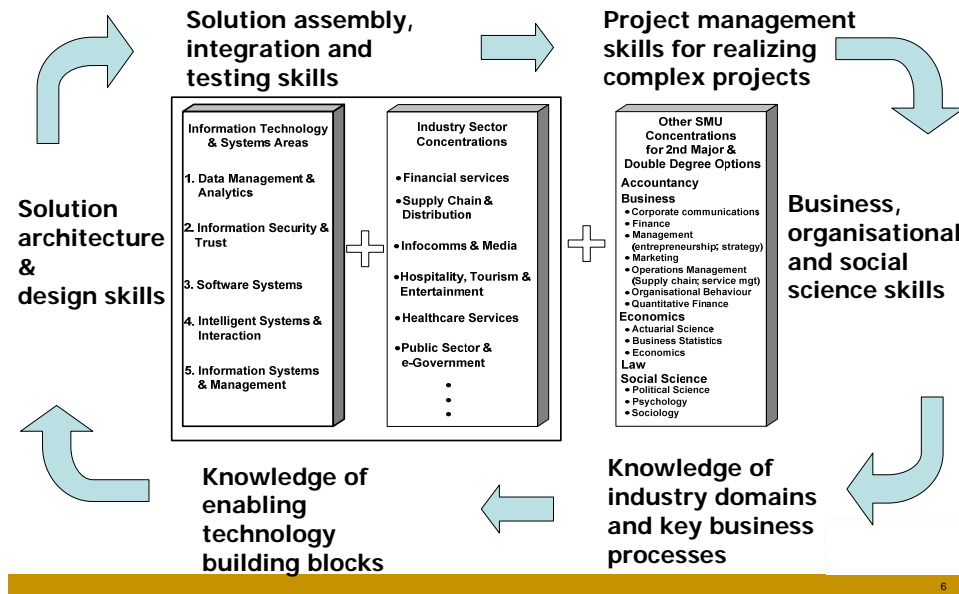 Solution assembly,
integration and
testing skills
Project management
skills for realizing
complex projects
Information Technology
& Systems Areas
1. Data Management &
Analytics
2. Information Security &
Trust
3. Software Systems
4. Intelligent Systems &
Interaction
5. Information Systems
& Management
Industry Sector
Concentrations
• Financial services
• Supply Chain &
Distribution
• Infocomms & Media
• Hospitality, Tourism &
Entertainment
• Healthcare Services
• Public Sector &
e-Government
•
•
•
Other SMU
Concentrations
for 2nd Major &
Double Degree Options
Accountancy
Business
• Corporate communications
• Finance
• Management
(entrepreneurship; strategy)
• Marketing
• Operations Management
(Supply chain; service mgt)
• Organisational Behaviour
• Quantitative Finance
Economics
• Actuarial Science
• Business Statistics
• Economics
Law
Social Science
• Political Science
• Psychology
• Sociology
Solution
architecture
&
design skills
Business,
organisational
and social
science skills
Knowledge of
enabling
technology
building blocks
Knowledge of
industry domains
and key business
processes
6